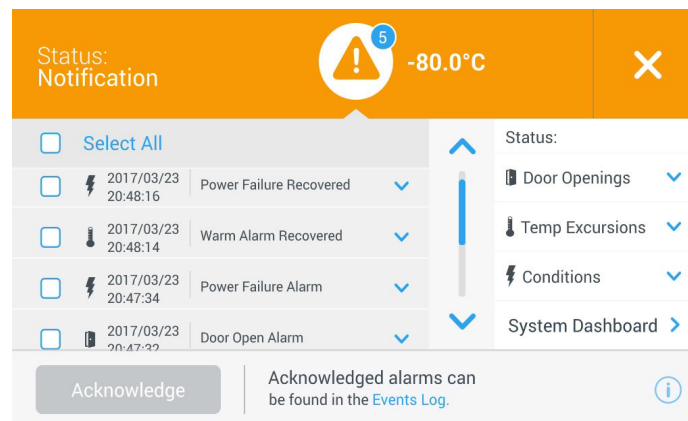 Status:
Notification
5
-80.0°C
Select All
2017/03/23
20:48:16
Power Failure Recovered
2017/03/23
20:48:14
Warm Alarm Recovered
2017/03/23
20:47:34
Power Failure Alarm
2017/03/23
20:47:32
Door Open Alarm
Status:
Door Openings
Temp Excursions
Conditions
System Dashboard
Acknowledge
Acknowledged alarms can
be found in the Events Log.